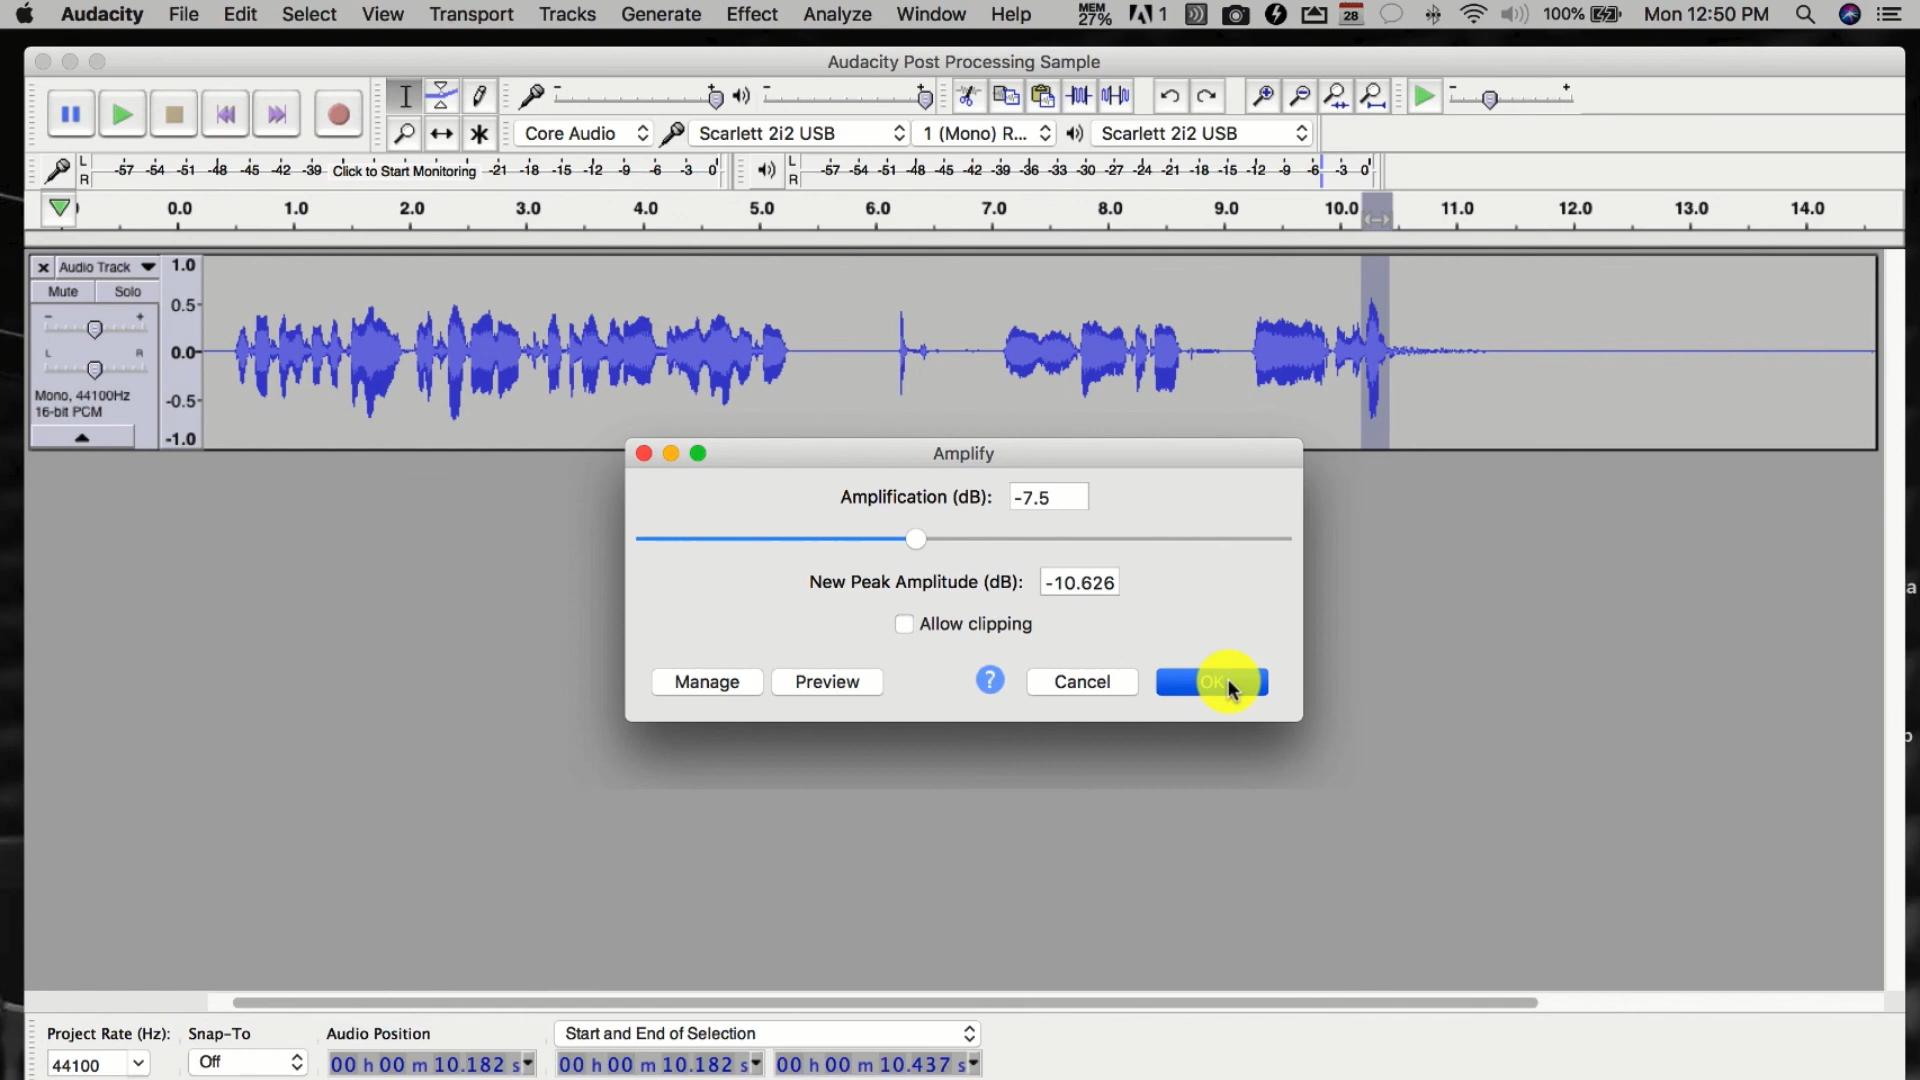 Audacity File Edit Select View Transport Tracks Generate Effect Analyze Window Help MEM 27% 1 28 100% Mon 12:50 PM
Audacity Post Processing Sample
Core Audio Scarlett 2i2 USB 1 (Mono) R... Scarlett 2i2 USB
L R -57 -54 -51 -48 -45 -42 -39 Click to Start Monitoring -21 -18 -15 -12 -9 -6 -3 0 L R -57 -54 -51 -48 -45 -42 -39 -36 -33 -30 -27 -24 -21 -18 -15 -12 -9 -6 -3 0
0.0 1.0 2.0 3.0 4.0 5.0 6.0 7.0 8.0 9.0 10.0 11.0 12.0 13.0 14.0
x Audio Track 1.0
Mute Solo
0.5
- +
L R
0.0
Mono, 44100Hz
16-bit PCM
-0.5
-1.0
Amplify
Amplification (dB): -7.5
New Peak Amplitude (dB): -10.626
Allow clipping
Manage Preview ? Cancel OK
Project Rate (Hz): Snap-To Audio Position Start and End of Selection
44100 Off 00 h 00 m 10.182 s 00 h 00 m 10.182 s 00 h 00 m 10.437 s